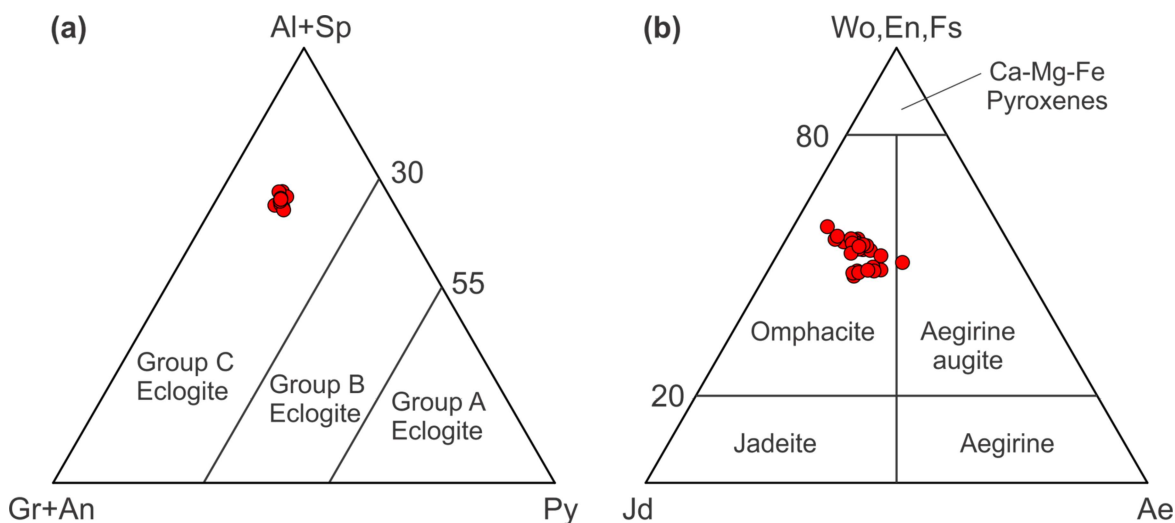 (a)
Al+Sp
30
55
Group C
Eclogite
Group B
Eclogite
Group A
Eclogite
Gr+An
Py
(b)
Wo,En,Fs
Ca-Mg-Fe
Pyroxenes
80
Omphacite
Aegirine
augite
20
Jadeite
Aegirine
Jd
Ae